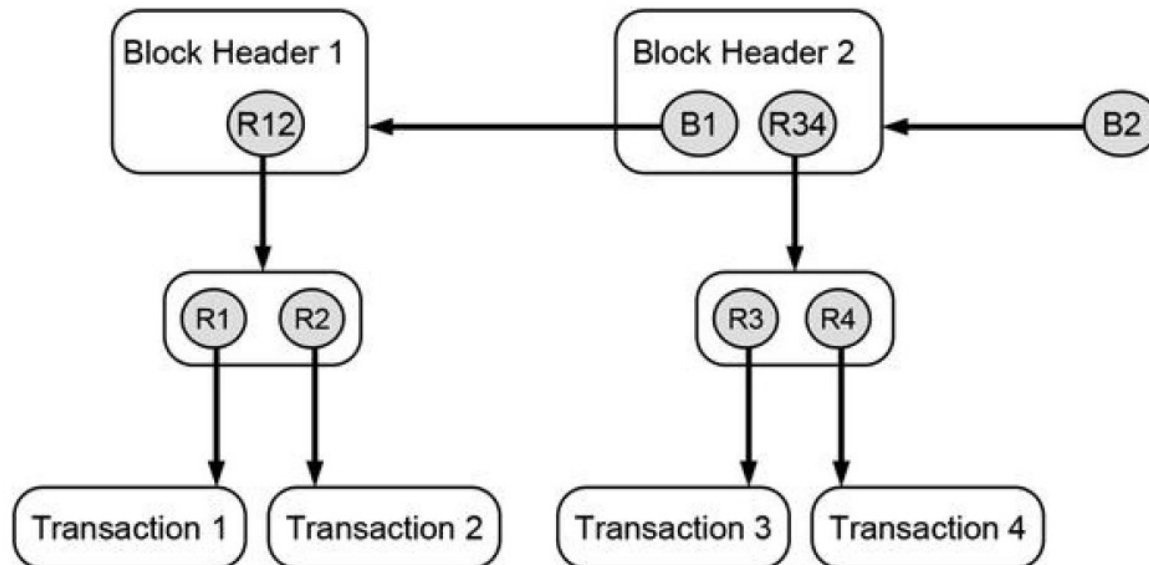 Block Header 1
Block Header 2
R12
B1
R34
B2
R1
R2
R3
R4
Transaction 1
Transaction 2
Transaction 3
Transaction 4